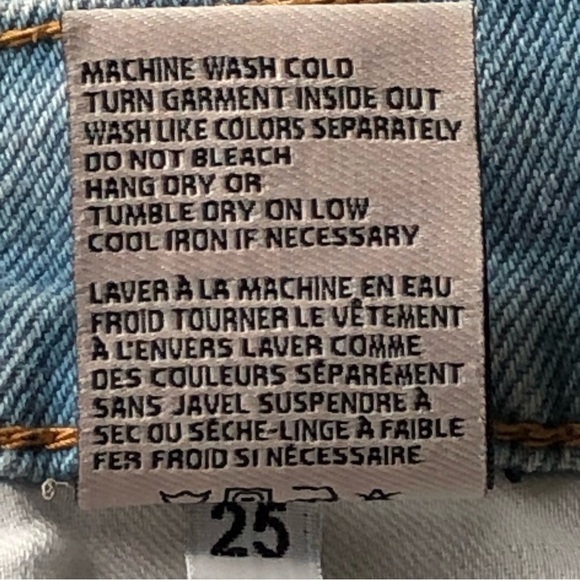 MACHINE WASH COLD
TURN GARMENT INSIDE OUT
WASH LIKE COLORS SEPARATELY
DO NOT BLEACH
HANG DRY OR
TUMBLE DRY ON LOW
COOL IRON IF NECESSARY
LAVER À LA MACHINE EN EAU
FROID TOURNER LE VÊTEMENT
À L'ENVERS LAVER COMME
DES COULEURS SÉPARÉMENT
SANS JAVEL SUSPENDRE À
SEC OU SÈCHE-LINGE À FAIBLE
FER FROID SI NÉCESSAIRE
25